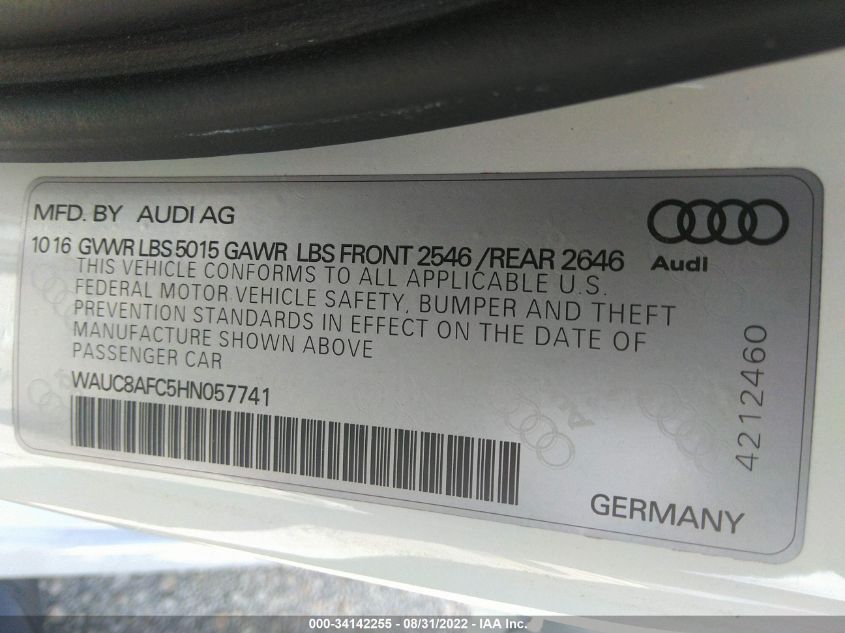 MFD. BY AUDI AG
10 16 GVWR LBS 5015 GAWR LBS FRONT 2546 /REAR 2646
Audi
THIS VEHICLE CONFORMS TO ALL APPLICABLE U.S.
FEDERAL MOTOR VEHICLE SAFETY, BUMPER AND THEFT
PREVENTION STANDARDS IN EFFECT ON THE DATE OF
MANUFACTURE SHOWN ABOVE
PASSENGER CAR
WAUC8AFC5HN057741
4212460
GERMANY
000-34142255 - 08/31/2022 - IAA Inc.